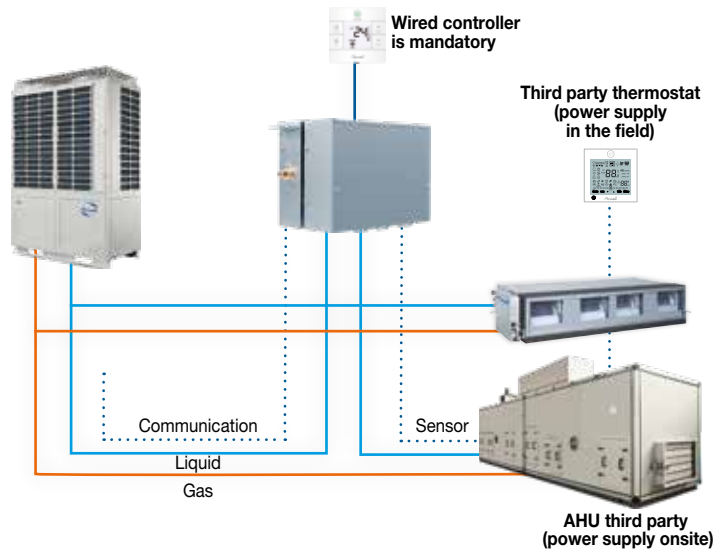 Wired controller
is mandatory
Third party thermostat
(power supply
in the field)
Communication
Sensor
Liquid
Gas
AHU third party
(power supply onsite)